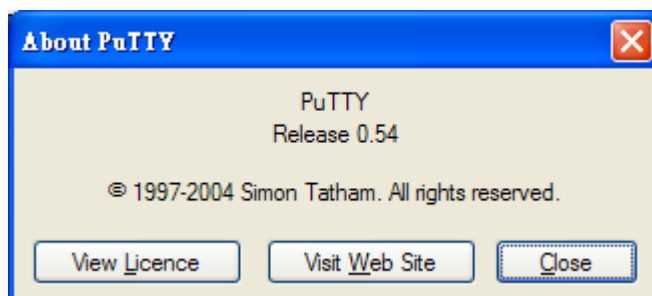 About PuTTY
PuTTY
Release 0.54
© 1997-2004 Simon Tatham. All rights reserved.
View Licence
Visit Web Site
Close